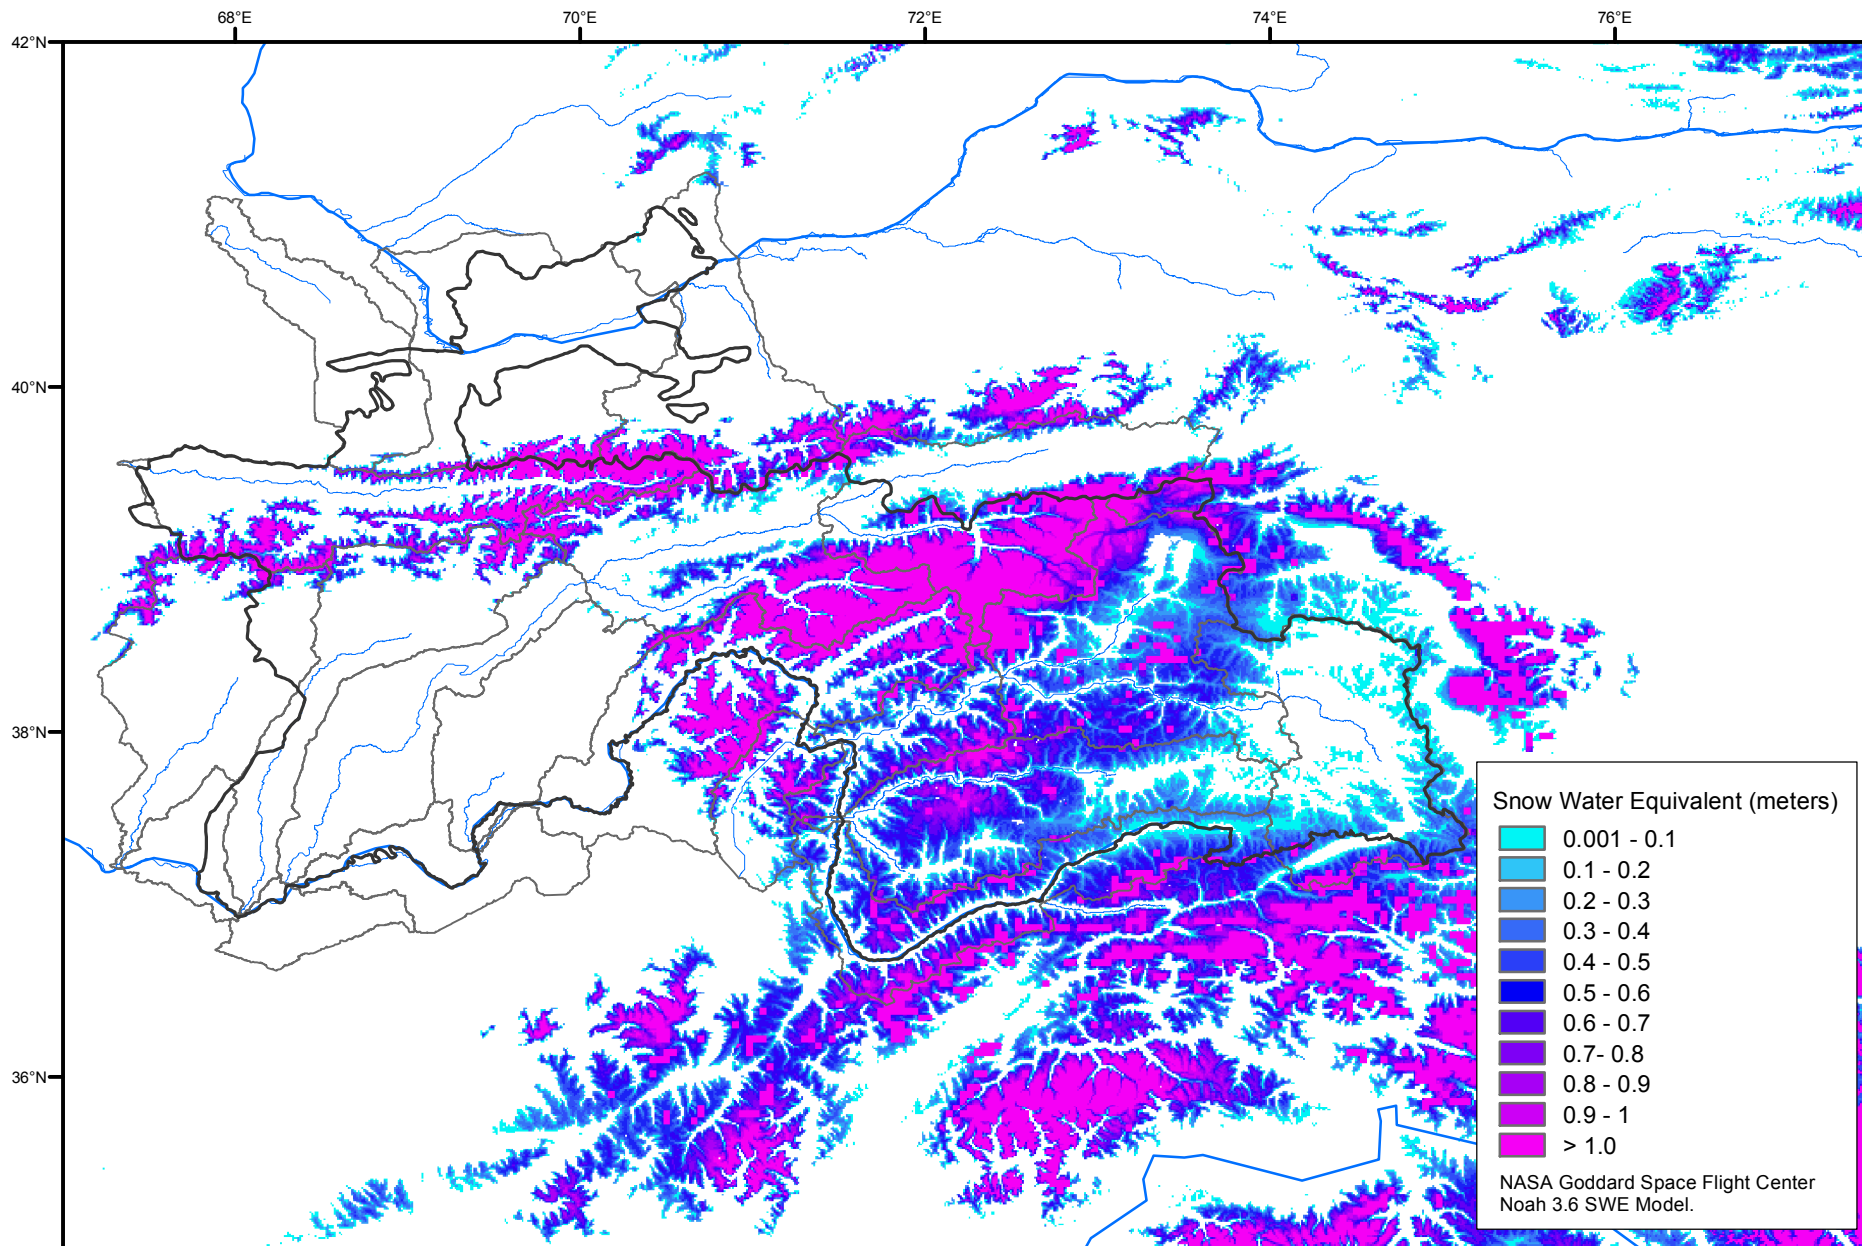 68°E 70°E 72°E 74°E 76°E
42°N
40°N
38°N
36°N
Snow Water Equivalent (meters)
0.001 - 0.1
0.1 - 0.2
0.2 - 0.3
0.3 - 0.4
0.4 - 0.5
0.5 - 0.6
0.6 - 0.7
0.7- 0.8
0.8 - 0.9
0.9 - 1
> 1.0
NASA Goddard Space Flight Center
Noah 3.6 SWE Model.